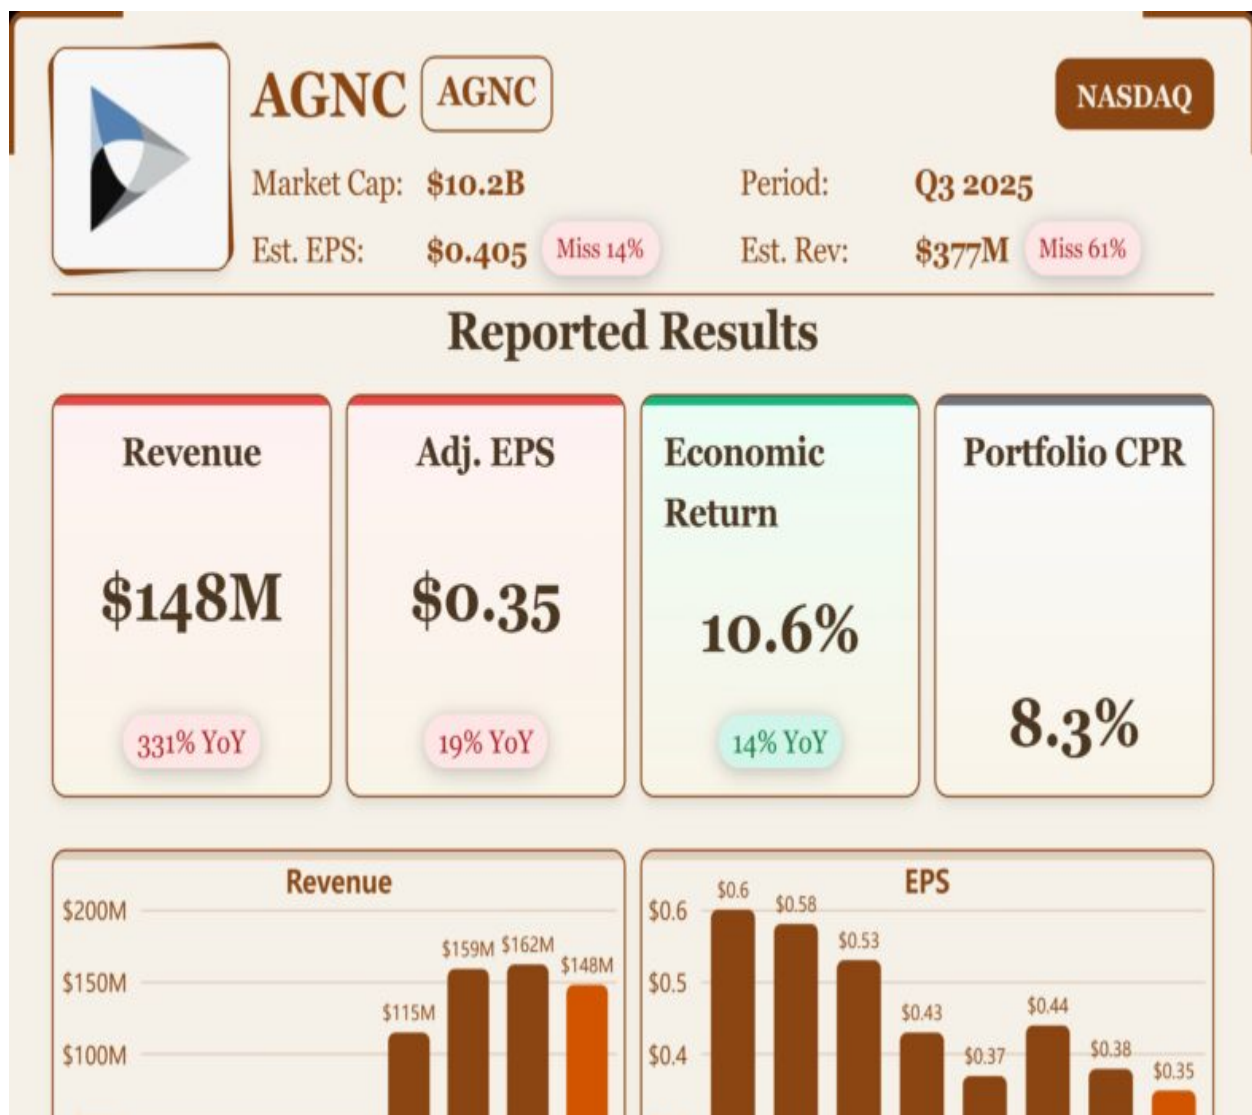 AGNC AGNC NASDAQ
Market Cap: $10.2B Period: Q3 2025
Est. EPS: $0.405 Miss 14% Est. Rev: $377M Miss 61%
Reported Results
Revenue
$148M
331% YoY
Adj. EPS
$0.35
19% YoY
Economic
Return
10.6%
14% YoY
Portfolio CPR
8.3%
Revenue
$200M
$150M
$100M
$115M
$159M
$162M
$148M
EPS
$0.6
$0.5
$0.4
$0.6
$0.58
$0.53
$0.43
$0.37
$0.44
$0.38
$0.35